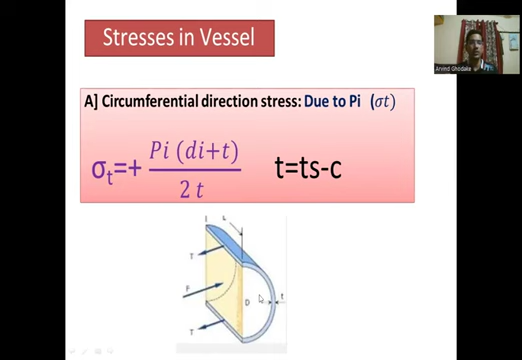 Stresses in Vessel
Arvind Ghodake
A] Circumferential direction stress: Due to Pi (σt)
σt=+ Pi (di+t) / 2 t t=ts-c
L
T
F
D
t
T